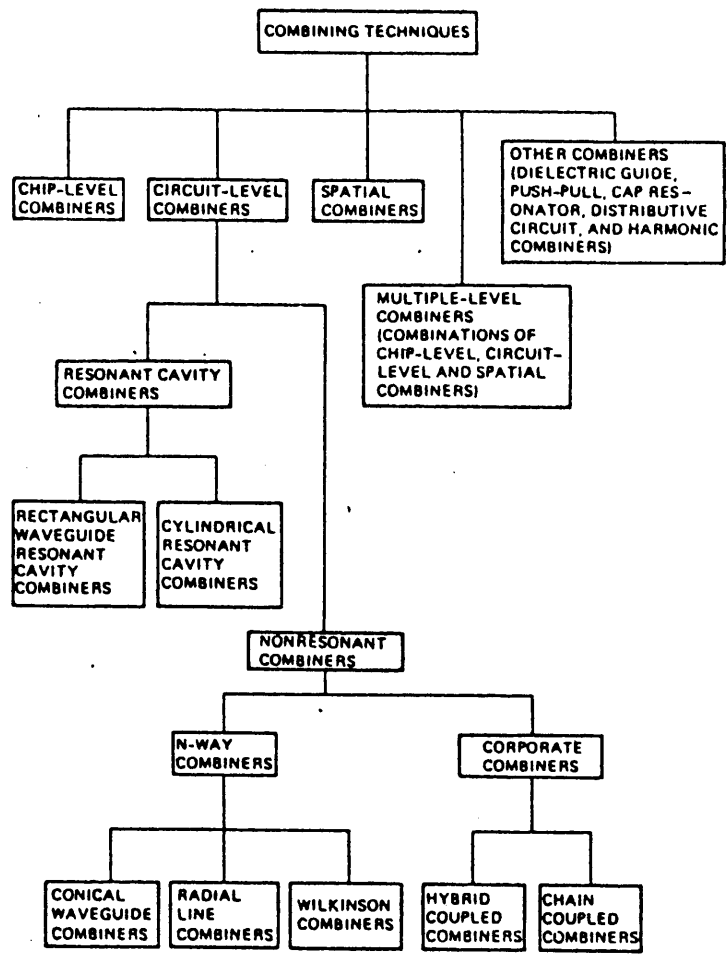 COMBINING TECHNIQUES
CHIP-LEVEL
COMBINERS
CIRCUIT-LEVEL
COMBINERS
SPATIAL
COMBINERS
OTHER COMBINERS
(DIELECTRIC GUIDE,
PUSH-PULL, CAP RES-
ONATOR, DISTRIBUTIVE
CIRCUIT, AND HARMONIC
COMBINERS)
MULTIPLE-LEVEL
COMBINERS
(COMBINATIONS OF
CHIP-LEVEL, CIRCUIT-
LEVEL AND SPATIAL
COMBINERS)
RESONANT CAVITY
COMBINERS
RECTANGULAR
WAVEGUIDE
RESONANT
CAVITY
COMBINERS
CYLINDRICAL
RESONANT
CAVITY
COMBINERS
NONRESONANT
COMBINERS
N-WAY
COMBINERS
CORPORATE
COMBINERS
CONICAL
WAVEGUIDE
COMBINERS
RADIAL
LINE
COMBINERS
WILKINSON
COMBINERS
HYBRID
COUPLED
COMBINERS
CHAIN
COUPLED
COMBINERS